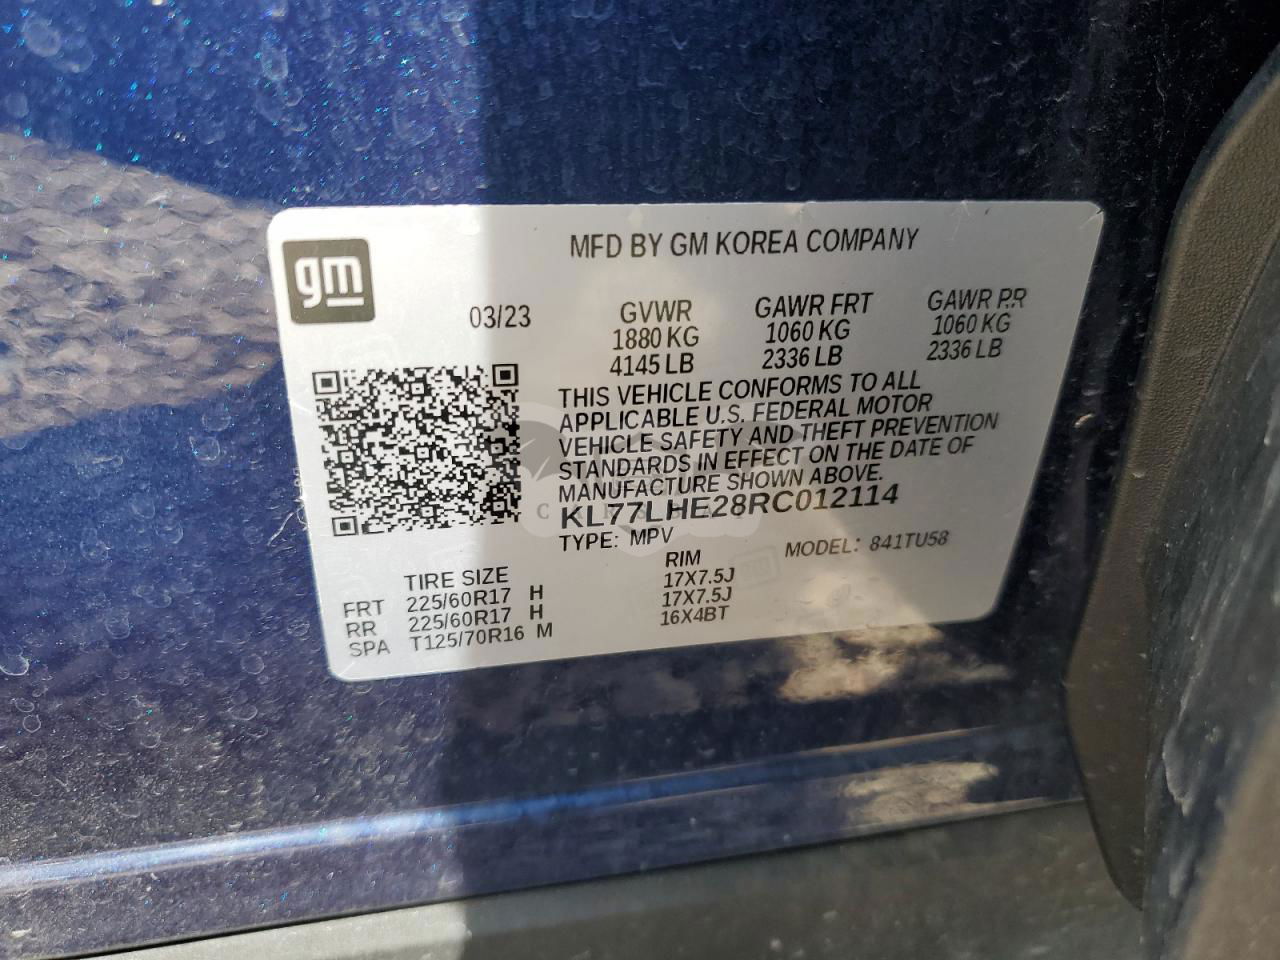 gm
MFD BY GM KOREA COMPANY
03/23 GVWR GAWR FRT GAWR RR
1880 KG 1060 KG 1060 KG
4145 LB 2336 LB 2336 LB
THIS VEHICLE CONFORMS TO ALL
APPLICABLE U.S. FEDERAL MOTOR
VEHICLE SAFETY AND THEFT PREVENTION
STANDARDS IN EFFECT ON THE DATE OF
MANUFACTURE SHOWN ABOVE.
KL77LHE28RC012114
TYPE: MPV MODEL: 841TU58
TIRE SIZE RIM
FRT 225/60R17 H 17X7.5J
RR 225/60R17 H 17X7.5J
SPA T125/70R16 M 16X4BT